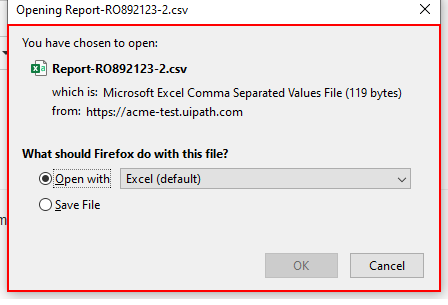 Opening Report-RO892123-2.csv
You have chosen to open:
Report-RO892123-2.csv
which is: Microsoft Excel Comma Separated Values File (119 bytes)
from: https://acme-test.uipath.com
What should Firefox do with this file?
Open with Excel (default)
Save File
OK Cancel